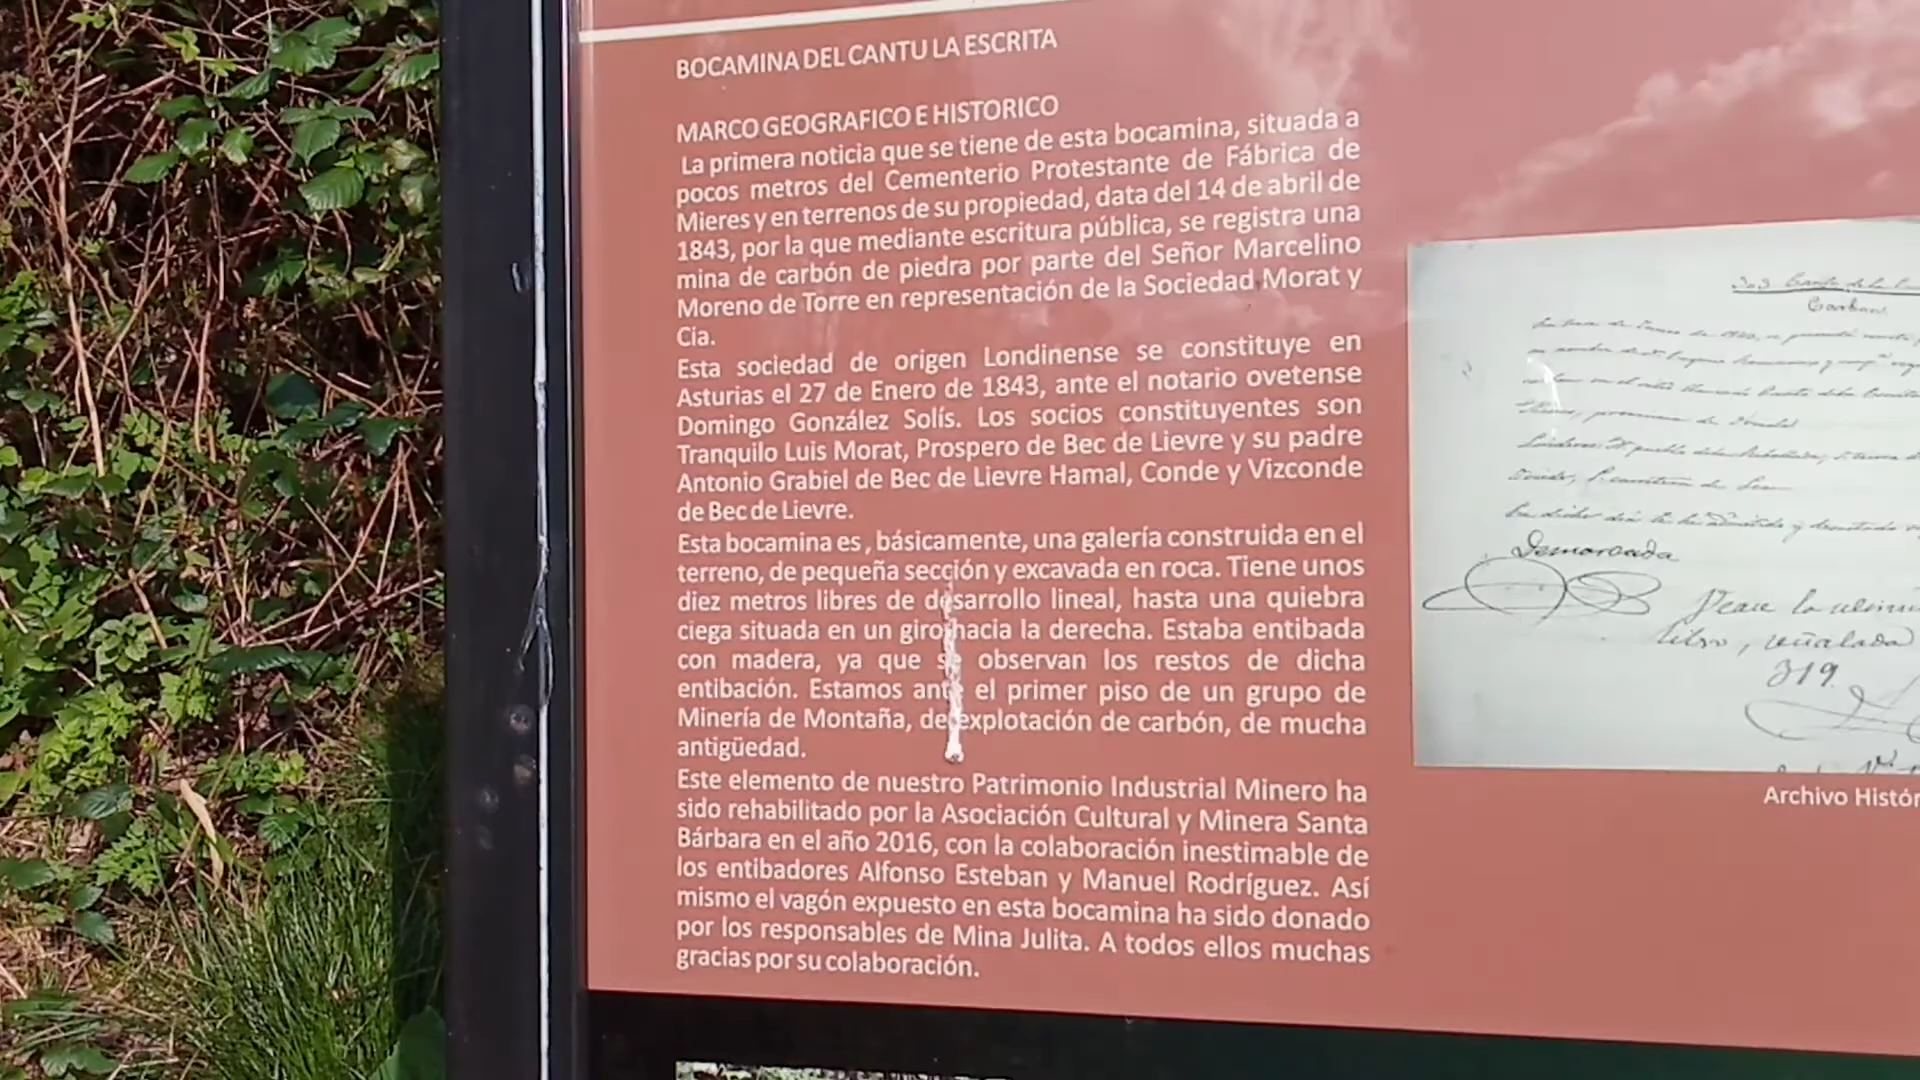 BOCAMINA DEL CANTU LA ESCRITA
MARCO GEOGRAFICO E HISTORICO
La primera noticia que se tiene de esta bocamina, situada a
pocos metros del Cementerio Protestante de Fábrica de
Mieres y en terrenos de su propiedad, data del 14 de abril de
1843, por la que mediante escritura pública, se registra una
mina de carbón de piedra por parte del Señor Marcelino
Moreno de Torre en representación de la Sociedad Morat y
Cia.
Esta sociedad de origen Londinense se constituye en
Asturias el 27 de Enero de 1843, ante el notario ovetense
Domingo González Solís. Los socios constituyentes son
Tranquilo Luis Morat, Prospero de Bec de Lievre y su padre
Antonio Grabiel de Bec de Lievre Hamal, Conde y Vizconde
de Bec de Lievre.
Esta bocamina es , básicamente, una galería construida en el
terreno, de pequeña sección y excavada en roca. Tiene unos
diez metros libres de desarrollo lineal, hasta una quiebra
ciega situada en un giro hacia la derecha. Estaba entibada
con madera, ya que se observan los restos de dicha
entibación. Estamos ante el primer piso de un grupo de
Minería de Montaña, de explotación de carbón, de mucha
antigüedad.
Este elemento de nuestro Patrimonio Industrial Minero ha
sido rehabilitado por la Asociación Cultural y Minera Santa
Bárbara en el año 2016, con la colaboración inestimable de
los entibadores Alfonso Esteban y Manuel Rodríguez. Así
mismo el vagón expuesto en esta bocamina ha sido donado
por los responsables de Mina Julita. A todos ellos muchas
gracias por su colaboración.
Carbon
Demarcada
319.
Archivo Histór